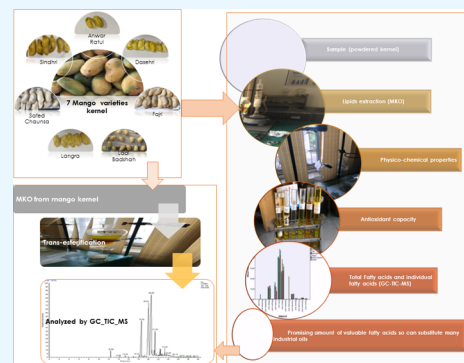 Anwar
Ratul
Sindhri
Dasehri
7 Mango varieties
kernel
Safed
Chaunsa
Fajri
Langra
Badshah
MKO from mango kernel
Trans-esterification
Analyzed by GC_TIC_MS
Sample (powdered kernel)
Lipids extraction (MKO)
Physico-chemical properties
Antioxidant capacity
Total Fatty acids and individual
fatty acids (GC-TIC-MS)
Promising amount of valuable fatty acids so can substitute many
industrial oils